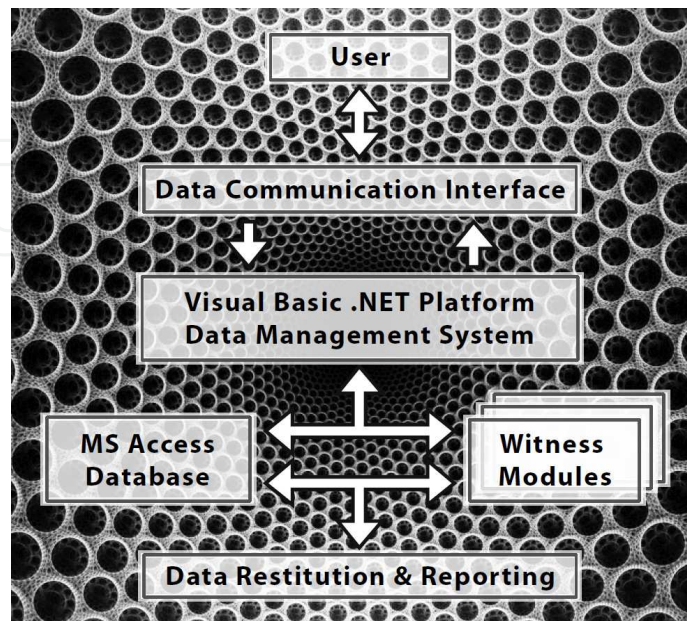 User
Data Communication Interface
Visual Basic .NET Platform
Data Management System
MS Access
Database
Witness
Modules
Data Restitution & Reporting